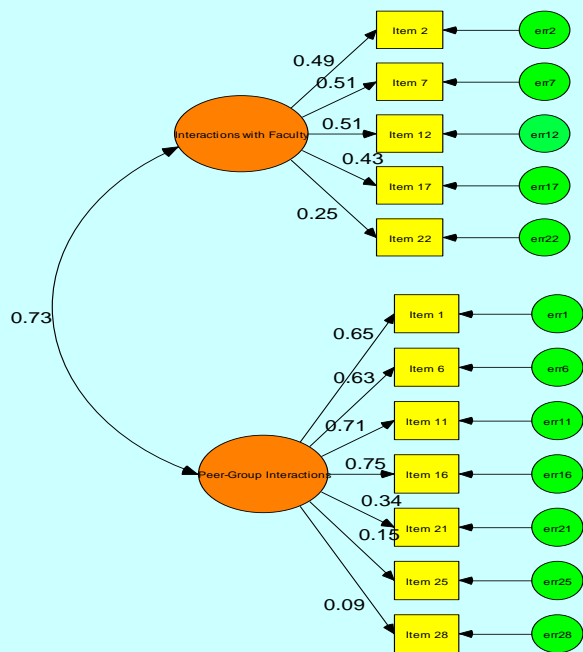 Item 2
err2
0.49
Item 7
err7
0.51
Interactions with Faculty
0.51
Item 12
err12
0.43
Item 17
err17
0.25
Item 22
err22
0.73
Item 1
err1
0.65
Item 6
err6
0.63
Item 11
err11
0.71
Peer-Group Interactions
0.75
Item 16
err16
0.34
Item 21
err21
0.15
Item 25
err25
0.09
Item 28
err28